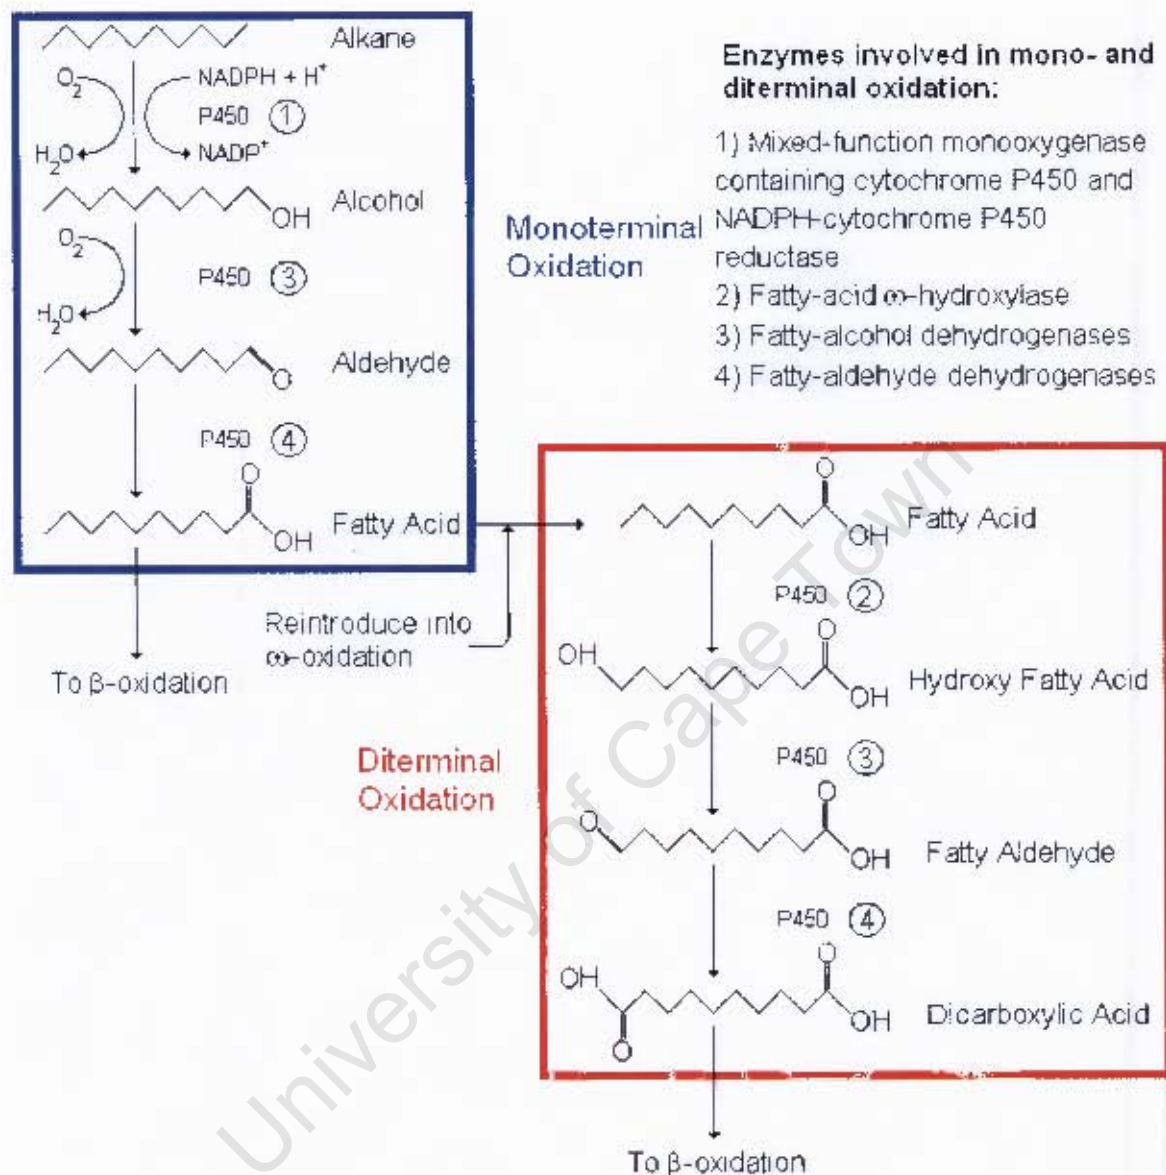 Alkane
O2
NADPH + H+
P450 1
H2O
NADP+
OH
Alcohol
O2
P450 3
H2O
O
Aldehyde
P450 4
O
OH
Fatty Acid
To β-oxidation
Reintroduce into
ω-oxidation
Monoterminal
Oxidation
Enzymes involved in mono- and
diterminal oxidation:
1) Mixed-function monooxygenase
containing cytochrome P450 and
NADPH-cytochrome P450
reductase
2) Fatty-acid ω-hydroxylase
3) Fatty-alcohol dehydrogenases
4) Fatty-aldehyde dehydrogenases
Diterminal
Oxidation
O
OH
Fatty Acid
P450 2
OH
O
OH
Hydroxy Fatty Acid
P450 3
O
O
OH
Fatty Aldehyde
P450 4
OH
O
O
OH
Dicarboxylic Acid
To β-oxidation
University of Cape Town